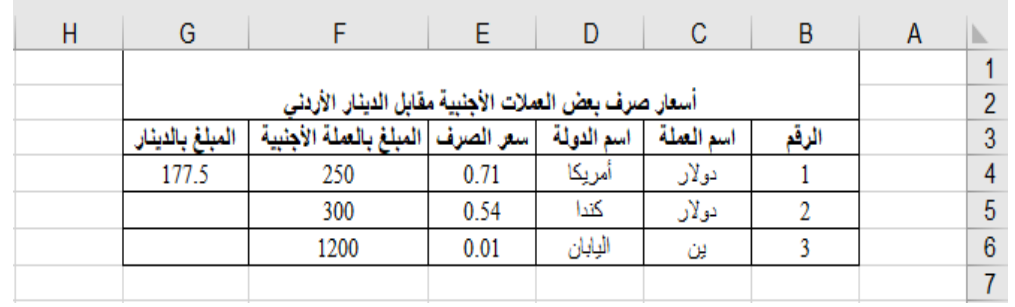 A B C D E F G H
1
2 أسعار صرف بعض العملات الأجنبية مقابل الدينار الأردني
3 الرقم اسم العملة اسم الدولة سعر الصرف المبلغ بالعملة الأجنبية المبلغ بالدينار
4 1 دولار أمريكا 0.71 250 177.5
5 2 دولار كندا 0.54 300
6 3 ين اليابان 0.01 1200
7